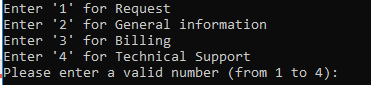 Enter '1' for Request
Enter '2' for General information
Enter '3' for Billing
Enter '4' for Technical Support
Please enter a valid number (from 1 to 4):